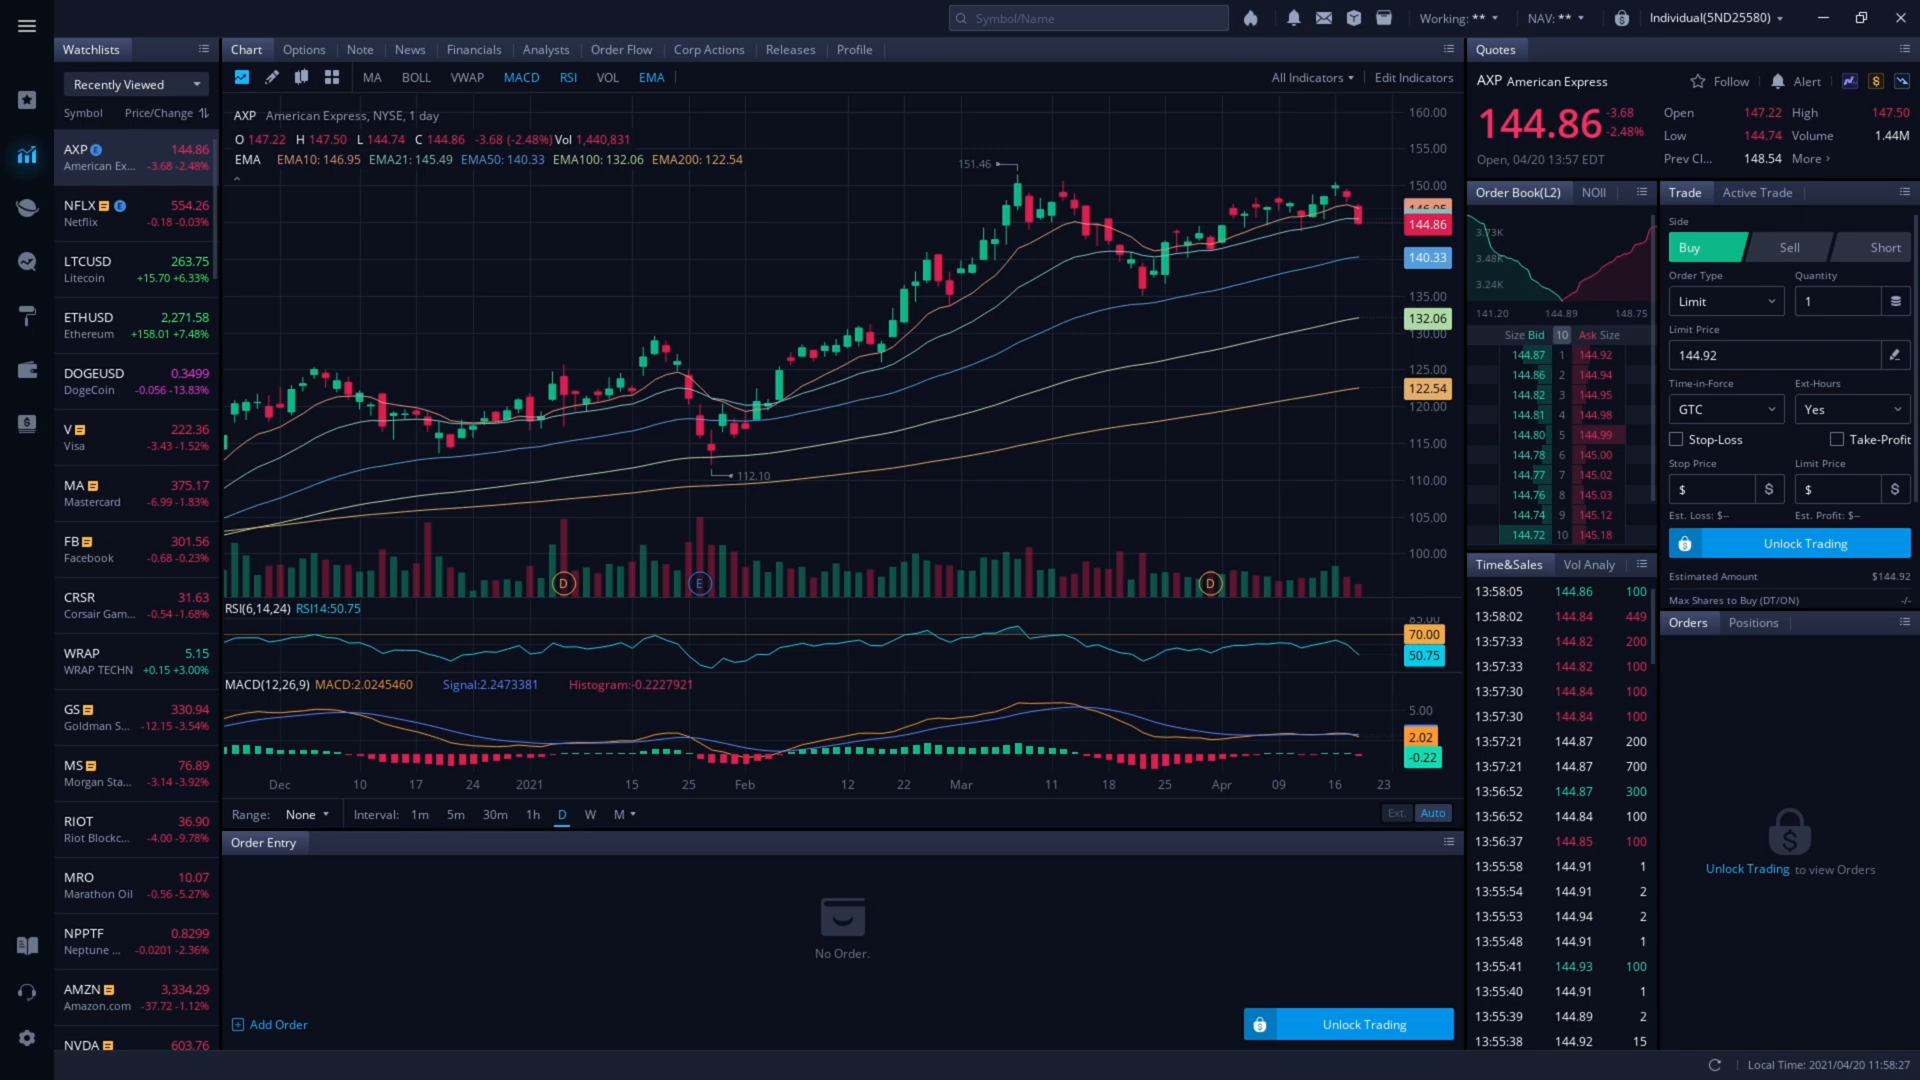 Symbol/Name
Working: **
NAV: **
Individual(5ND25580)
Watchlists
Recently Viewed
Symbol Price/Change
AXP E 144.86
American Ex... -3.68 -2.48%
NFLX E 554.26
Netflix -0.18 -0.03%
LTCUSD 263.75
Litecoin +15.70 +6.33%
ETHUSD 2,271.58
Ethereum +158.01 +7.48%
DOGEUSD 0.3499
DogeCoin -0.056 -13.83%
V 222.36
Visa -3.43 -1.52%
MA 375.17
Mastercard -6.99 -1.83%
FB 301.56
Facebook -0.68 -0.23%
CRSR 31.63
Corsair Gam... -0.54 -1.68%
WRAP 5.15
WRAP TECHN +0.15 +3.00%
GS 330.94
Goldman S... -12.15 -3.54%
MS 76.89
Morgan Sta... -3.14 -3.92%
RIOT 36.90
Riot Blockc... -4.00 -9.78%
MRO 10.07
Marathon Oil -0.56 -5.27%
NPPTF 0.8299
Neptune ... -0.0201 -2.36%
AMZN 3,334.29
Amazon.com -37.72 -1.12%
NVDA 603.76
Chart Options Note News Financials Analysts Order Flow Corp Actions Releases Profile
MA BOLL VWAP MACD RSI VOL EMA
All Indicators Edit Indicators
AXP American Express, NYSE, 1 day
O 147.22 H 147.50 L 144.74 C 144.86 -3.68 (-2.48%) Vol 1,440,831
EMA EMA10: 146.95 EMA21: 145.49 EMA50: 140.33 EMA100: 132.06 EMA200: 122.54
151.46
112.10
160.00
155.00
150.00
144.86
140.33
135.00
132.06
130.00
125.00
122.54
120.00
115.00
110.00
105.00
100.00
D E D
RSI(6,14,24) RSI14:50.75
85.00
70.00
50.75
MACD(12,26,9) MACD:2.0245460 Signal:2.2473381 Histogram:-0.2227921
5.00
2.02
-0.22
Dec 10 17 24 2021 15 25 Feb 12 22 Mar 11 18 25 Apr 09 16 23
Range: None Interval: 1m 5m 30m 1h D W M
Ext. Auto
Order Entry
No Order.
Add Order
Unlock Trading
Quotes
AXP American Express
Follow Alert $
144.86 -3.68 -2.48%
Open 147.22 High 147.50
Low 144.74 Volume 1.44M
Prev Cl... 148.54 More
Open, 04/20 13:57 EDT
Order Book(L2) NOII
3.73K
3.48K
3.24K
141.20 144.89 148.75
Size Bid 10 Ask Size
144.87 1 144.92
144.86 2 144.94
144.82 3 144.95
144.81 4 144.98
144.80 5 144.99
144.78 6 145.00
144.77 7 145.02
144.76 8 145.03
144.74 9 145.12
144.72 10 145.18
Time&Sales Vol Analy
13:58:05 144.86 100
13:58:02 144.84 449
13:57:33 144.82 200
13:57:33 144.82 100
13:57:30 144.84 100
13:57:30 144.84 100
13:57:21 144.87 200
13:57:21 144.87 700
13:56:52 144.87 300
13:56:52 144.84 100
13:56:37 144.85 100
13:55:58 144.91 1
13:55:54 144.91 2
13:55:53 144.94 2
13:55:48 144.91 1
13:55:41 144.93 100
13:55:40 144.91 1
13:55:39 144.89 2
13:55:38 144.92 15
Trade Active Trade
Side
Buy Sell Short
Order Type Quantity
Limit 1
Limit Price
144.92
Time-in-Force Ext-Hours
GTC Yes
Stop-Loss Take-Profit
Stop Price Limit Price
$ $ $ $
Est. Loss: $-- Est. Profit: $--
Unlock Trading
Estimated Amount $144.92
Max Shares to Buy (DT/ON) -/-
Orders Positions
$
Unlock Trading to view Orders
Local Time: 2021/04/20 11:58:27